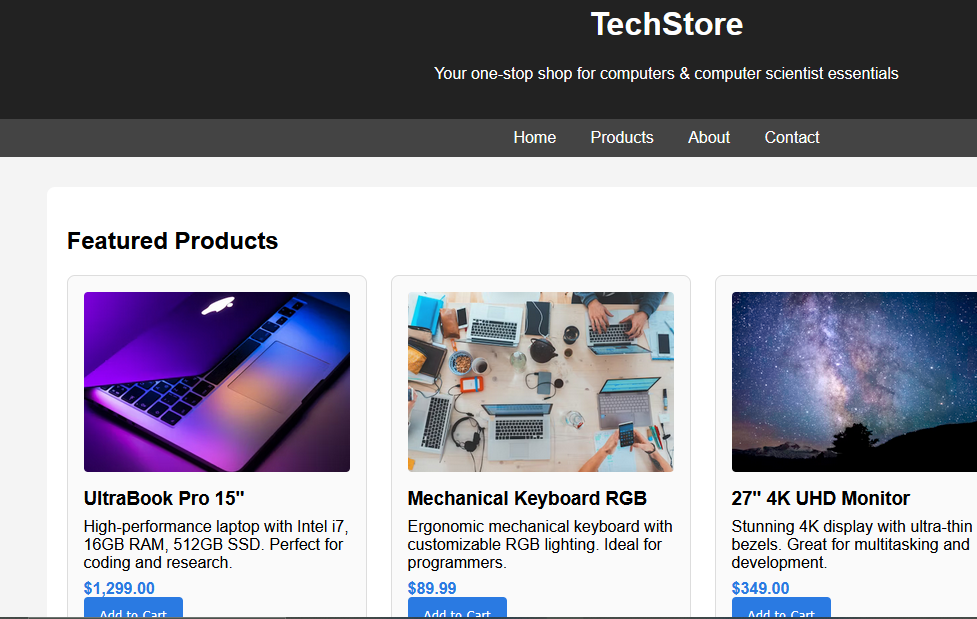 TechStore
Your one-stop shop for computers & computer scientist essentials
Home Products About Contact
Featured Products
UltraBook Pro 15"
High-performance laptop with Intel i7,
16GB RAM, 512GB SSD. Perfect for
coding and research.
$1,299.00
Add to Cart
Mechanical Keyboard RGB
Ergonomic mechanical keyboard with
customizable RGB lighting. Ideal for
programmers.
$89.99
Add to Cart
27" 4K UHD Monitor
Stunning 4K display with ultra-thin
bezels. Great for multitasking and
development.
$349.00
Add to Cart